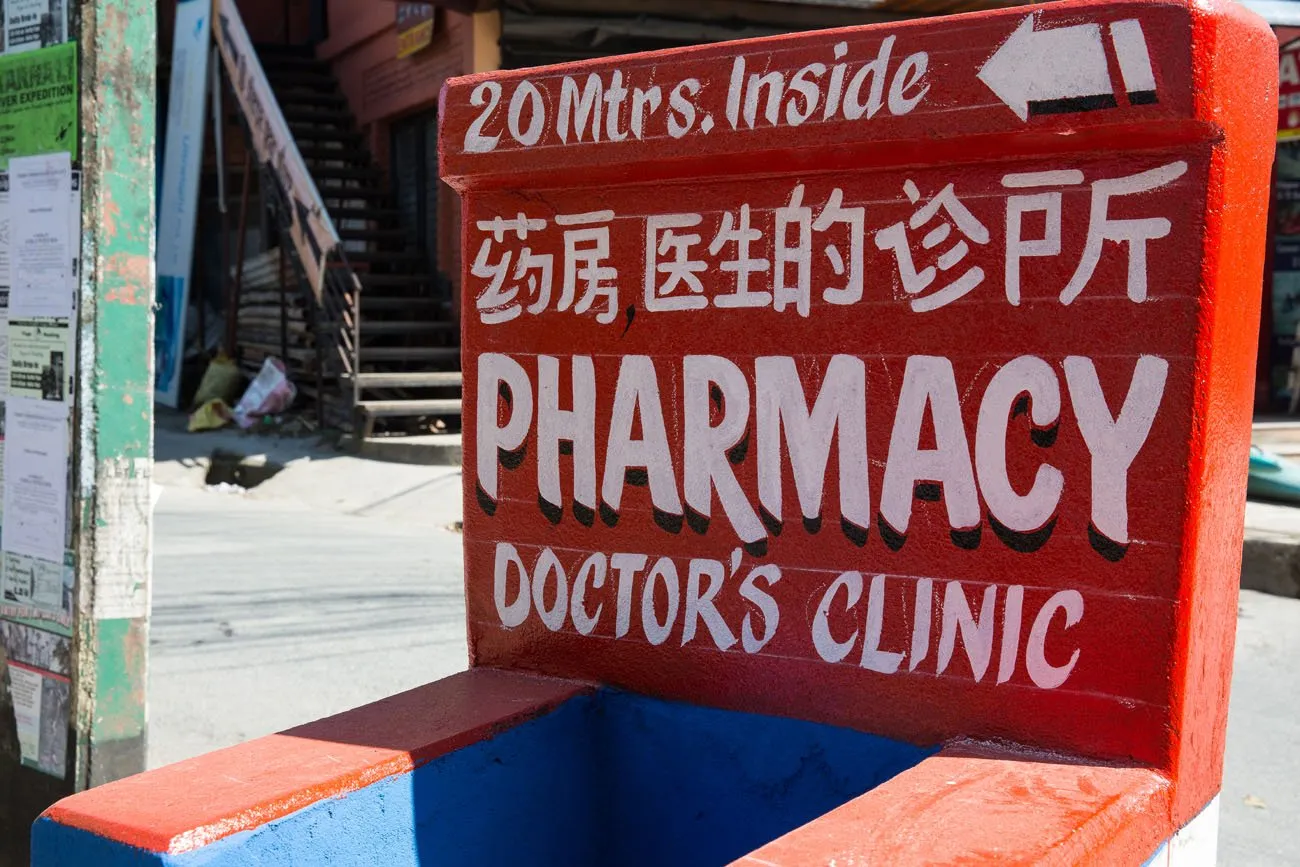 20 Mtrs. Inside
药房,医生的诊所
PHARMACY
DOCTOR'S CLINIC